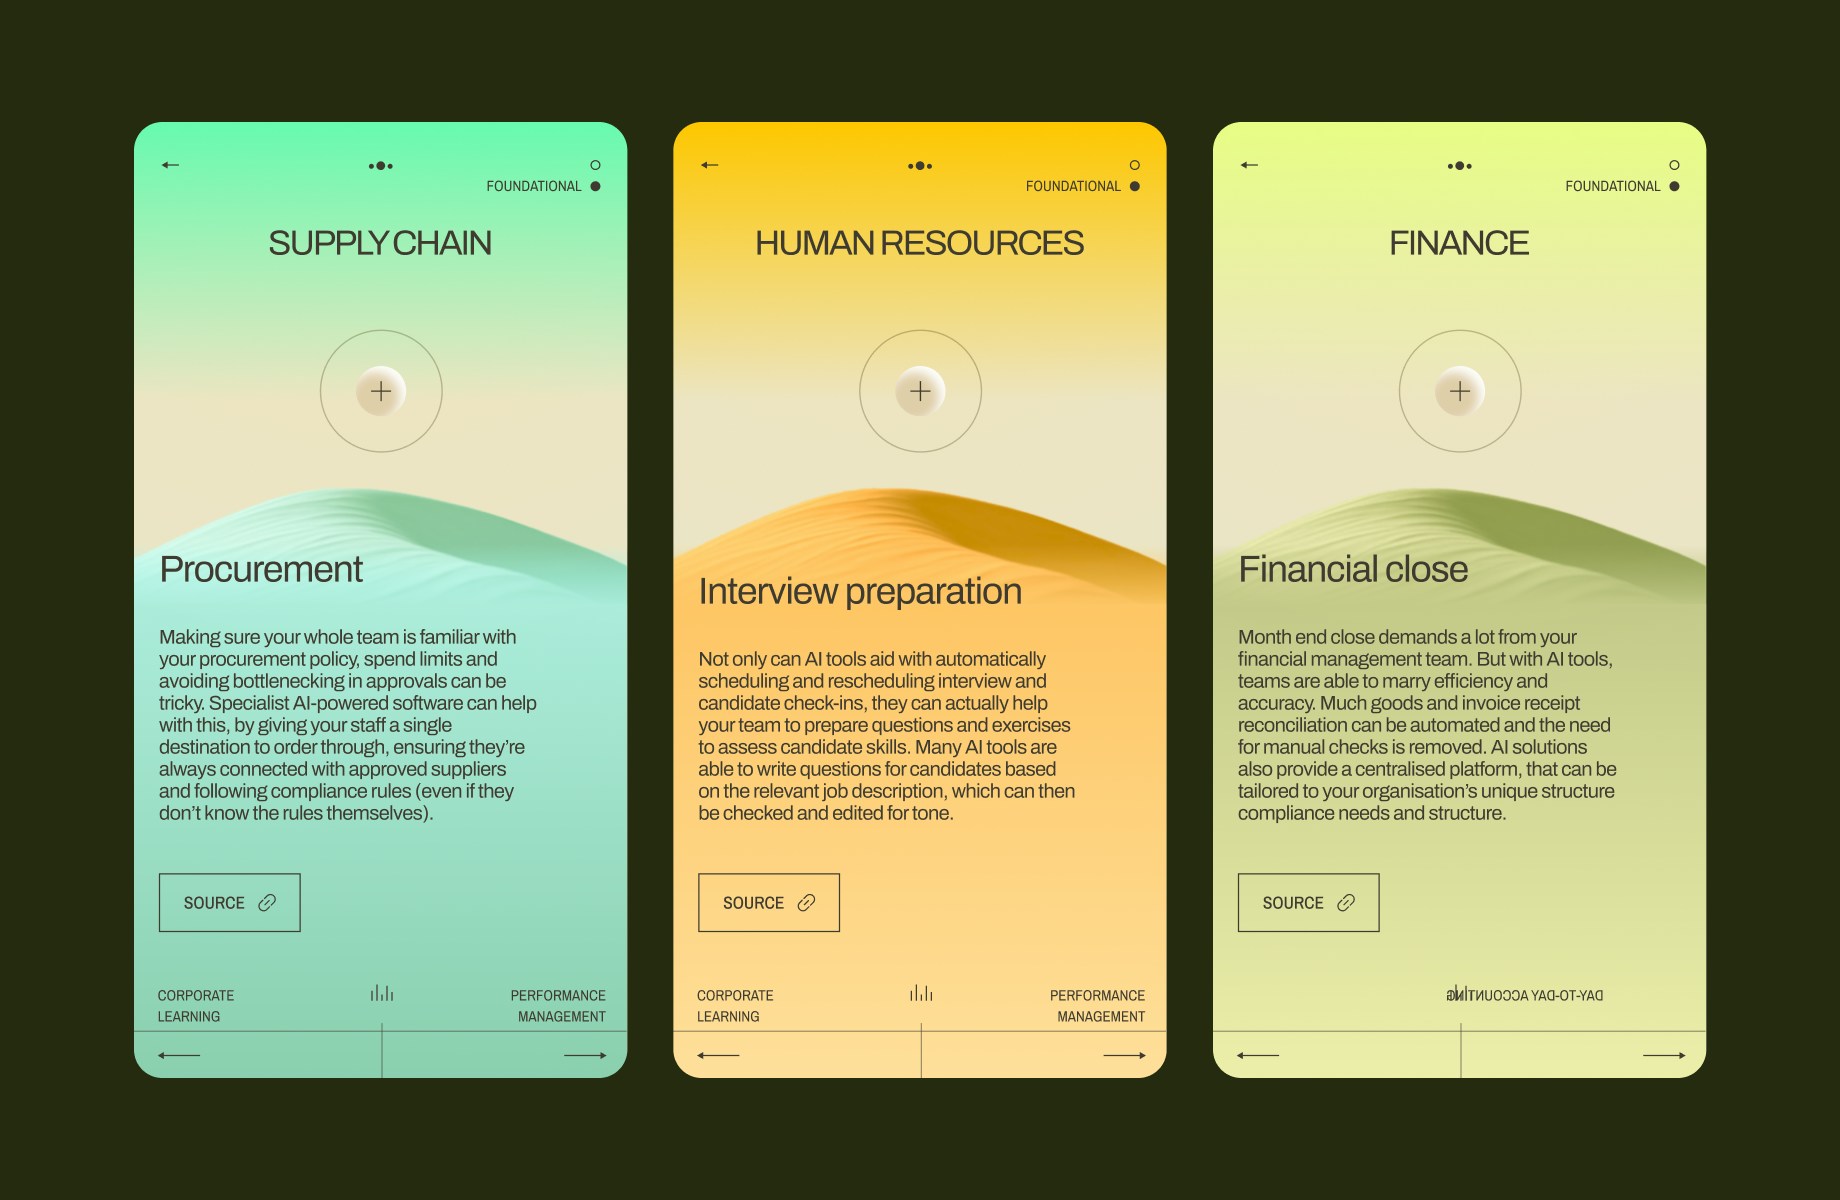 FOUNDATIONAL
SUPPLY CHAIN
Procurement
Making sure your whole team is familiar with
your procurement policy, spend limits and
avoiding bottlenecking in approvals can be
tricky. Specialist AI-powered software can help
with this, by giving your staff a single
destination to order through, ensuring they’re
always connected with approved suppliers
and following compliance rules (even if they
don’t know the rules themselves).
SOURCE
CORPORATE
LEARNING
PERFORMANCE
MANAGEMENT
FOUNDATIONAL
HUMAN RESOURCES
Interview preparation
Not only can AI tools aid with automatically
scheduling and rescheduling interview and
candidate check-ins, they can actually help
your team to prepare questions and exercises
to assess candidate skills. Many AI tools are
able to write questions for candidates based
on the relevant job description, which can then
be checked and edited for tone.
SOURCE
CORPORATE
LEARNING
PERFORMANCE
MANAGEMENT
FOUNDATIONAL
FINANCE
Financial close
Month end close demands a lot from your
financial management team. But with AI tools,
teams are able to marry efficiency and
accuracy. Much goods and invoice receipt
reconciliation can be automated and the need
for manual checks is removed. AI solutions
also provide a centralised platform, that can be
tailored to your organisation’s unique structure
compliance needs and structure.
SOURCE
DAY-TO-DAY ACCOUNTING